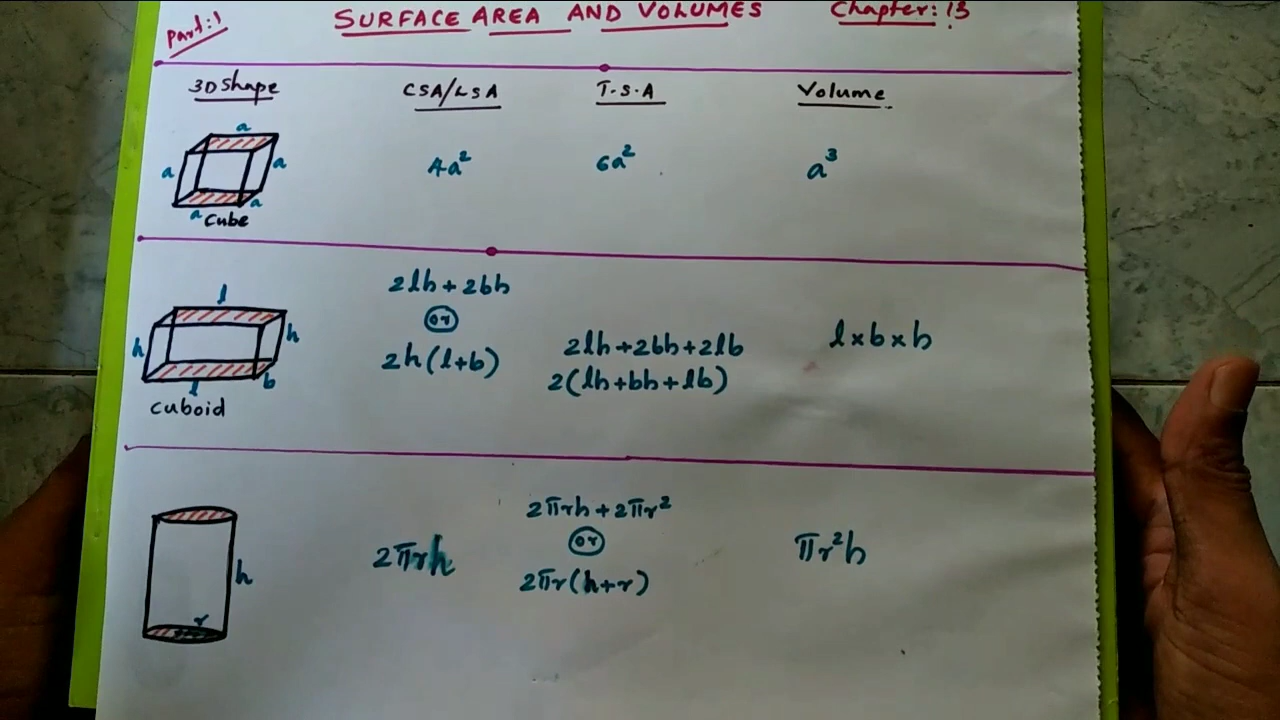 Part:1
SURFACE AREA AND VOLUMES Chapter: 13
3D Shape CSA/LSA T.S.A Volume
a
a a
a a
Cube
4a² 6a² a³
l
h h
l b
Cuboid
2lh + 2bh
or
2h(l+b)
2lh+2bh+2lb
2(lh+bh+lb)
l×b×h
h
r
2πrh
2πrh + 2πr²
or
2πr(h+r)
πr²h